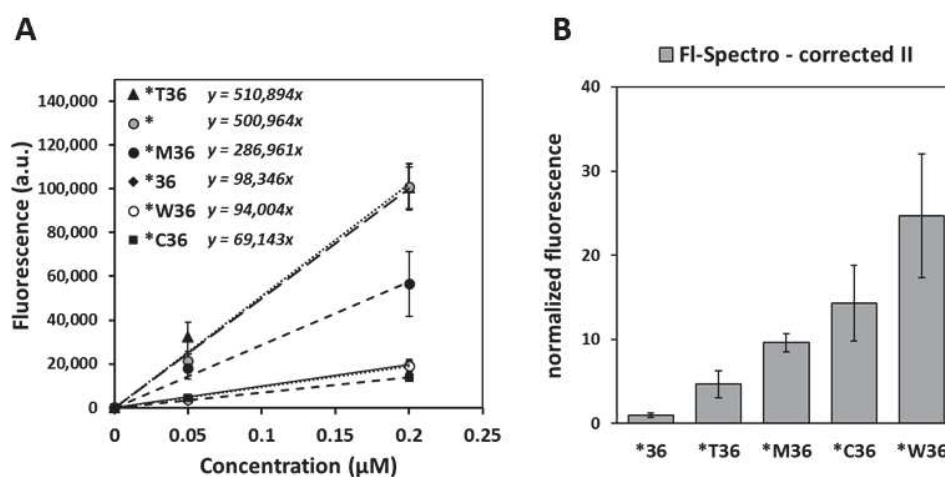 A
Fluorescence (a.u.)
140,000
120,000
100,000
80,000
60,000
40,000
20,000
0
*T36 y = 510,894x
* y = 500,964x
*M36 y = 286,961x
*36 y = 98,346x
*W36 y = 94,004x
*C36 y = 69,143x
0 0.05 0.1 0.15 0.2 0.25
Concentration (µM)
B
Fl-Spectro - corrected II
normalized fluorescence
40
30
20
10
0
*36 *T36 *M36 *C36 *W36